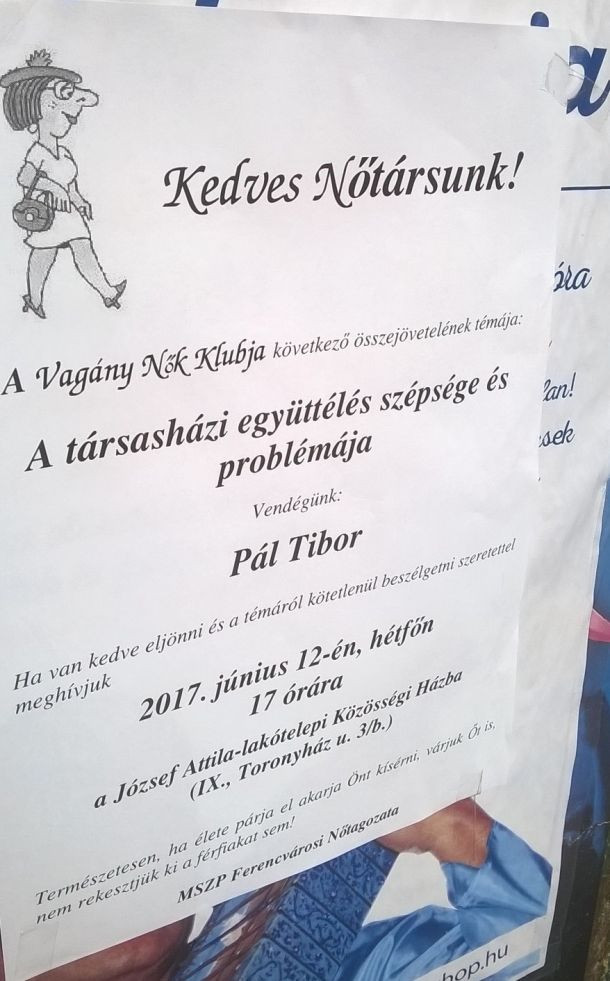 Kedves Nőtársunk!
A Vagány Nők Klubja következő összejövetelének témája:
A társasházi együttélés szépsége és
problémája
Vendégünk:
Pál Tibor
Ha van kedve eljönni és a témáról kötetlenül beszélgetni szeretettel
meghívjuk
2017. június 12-én, hétfőn
17 órára
a József Attila-lakótelepi Közösségi Házba
(IX., Toronyház u. 3/b.)
Természetesen, ha élete párja el akarja Önt kísérni, várjuk Őt is,
nem rekesztjük ki a férfiakat sem!
MSZP Ferencvárosi Nőtagozata